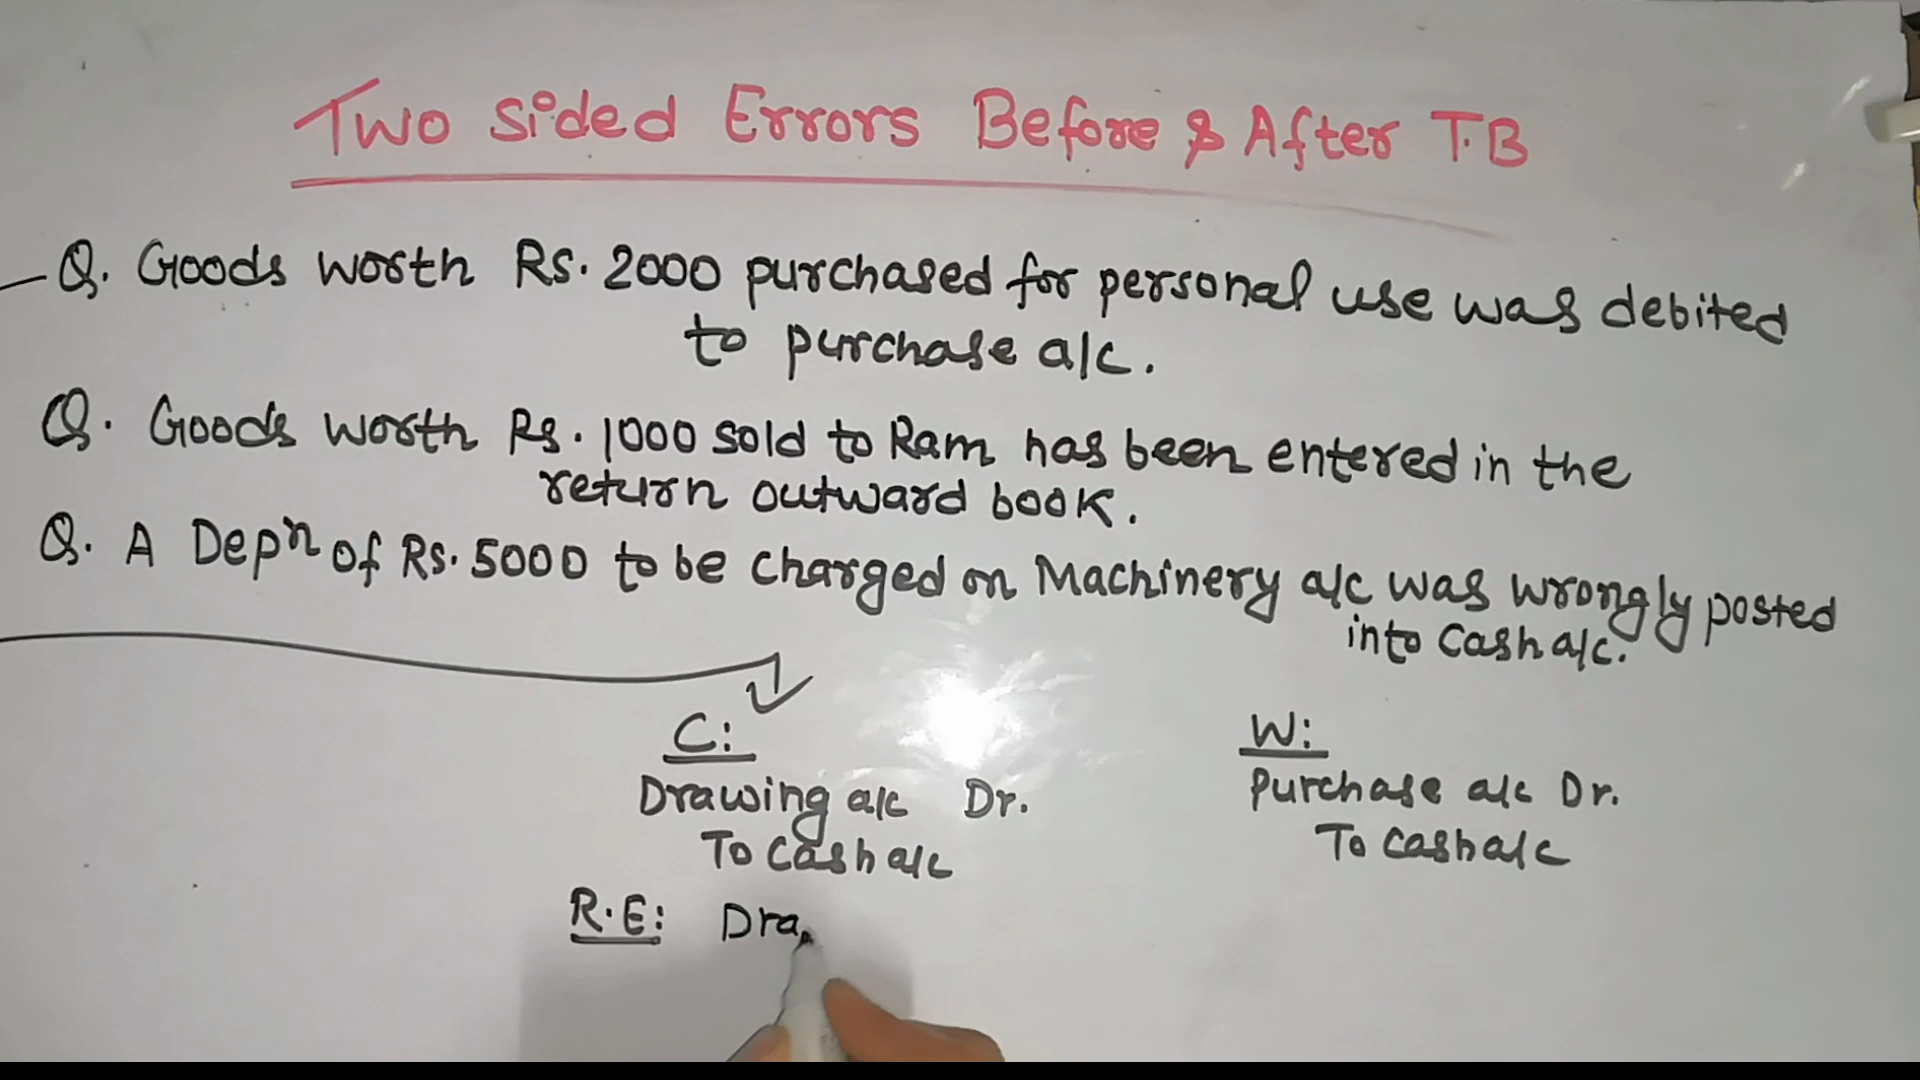 Two Sided Errors Before & After T.B
Q. Goods worth Rs. 2000 purchased for personal use was debited
to purchase a/c.
Q. Goods worth Rs. 1000 sold to Ram has been entered in the
return outward book.
Q. A Depn of Rs. 5000 to be charged on Machinery a/c was wrongly posted
into Cash a/c.
C:
Drawing a/c Dr.
To Cash a/c
W:
Purchase a/c Dr.
To Cash a/c
R.E: Dra